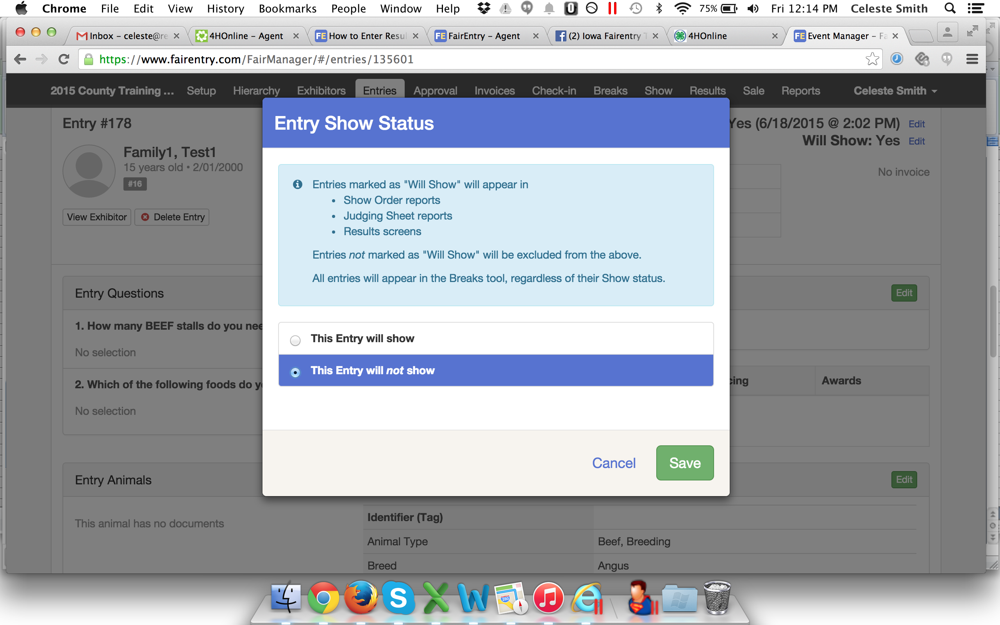 Chrome File Edit View History Bookmarks People Window Help 75% Fri 12:14 PM Celeste Smith
Inbox – celeste@re 4HOnline – Agent FE How to Enter Resul FE FairEntry – Agent (2) Iowa Fairentry T 4HOnline FE Event Manager – Fa
https://www.fairentry.com/FairManager/#/entries/135601
2015 County Training ... Setup Hierarchy Exhibitors Entries Approval Invoices Check-in Breaks Show Results Sale Reports Celeste Smith
Entry #178
Yes (6/18/2015 @ 2:02 PM) Edit
Will Show: Yes Edit
Family1, Test1
15 years old • 2/01/2000
#16
No invoice
View Exhibitor Delete Entry
Entry Questions
Edit
1. How many BEEF stalls do you nee
No selection
2. Which of the following foods do y
No selection
cing Awards
Entry Animals
Edit
This animal has no documents
Identifier (Tag)
Animal Type Beef, Breeding
Breed Angus
Entry Show Status
Entries marked as "Will Show" will appear in
• Show Order reports
• Judging Sheet reports
• Results screens
Entries not marked as "Will Show" will be excluded from the above.
All entries will appear in the Breaks tool, regardless of their Show status.
This Entry will show
This Entry will not show
Cancel Save
280